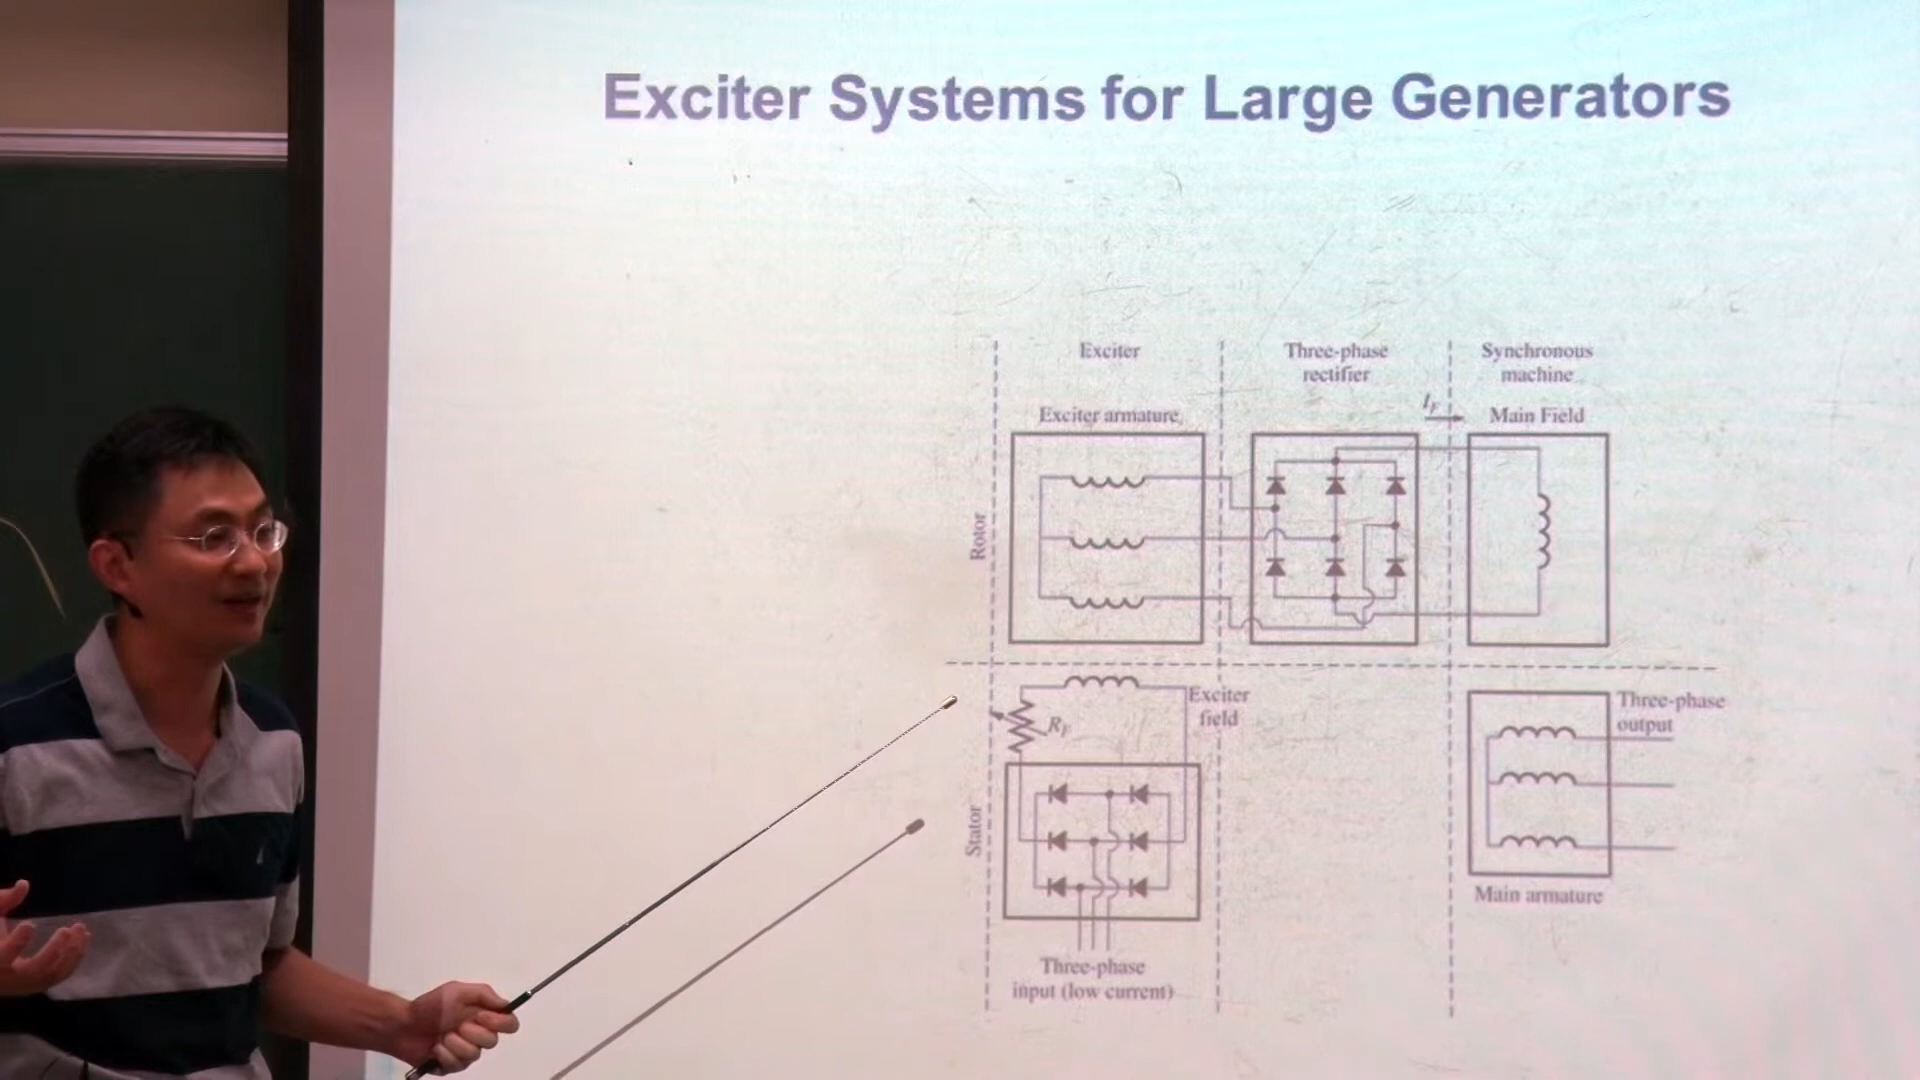 Exciter Systems for Large Generators
Exciter
Three-phase
rectifier
Synchronous
machine
Exciter armature
I_F
Main Field
Rotor
Exciter
field
R_F
Three-phase
output
Stator
Main armature
Three-phase
input (low current)